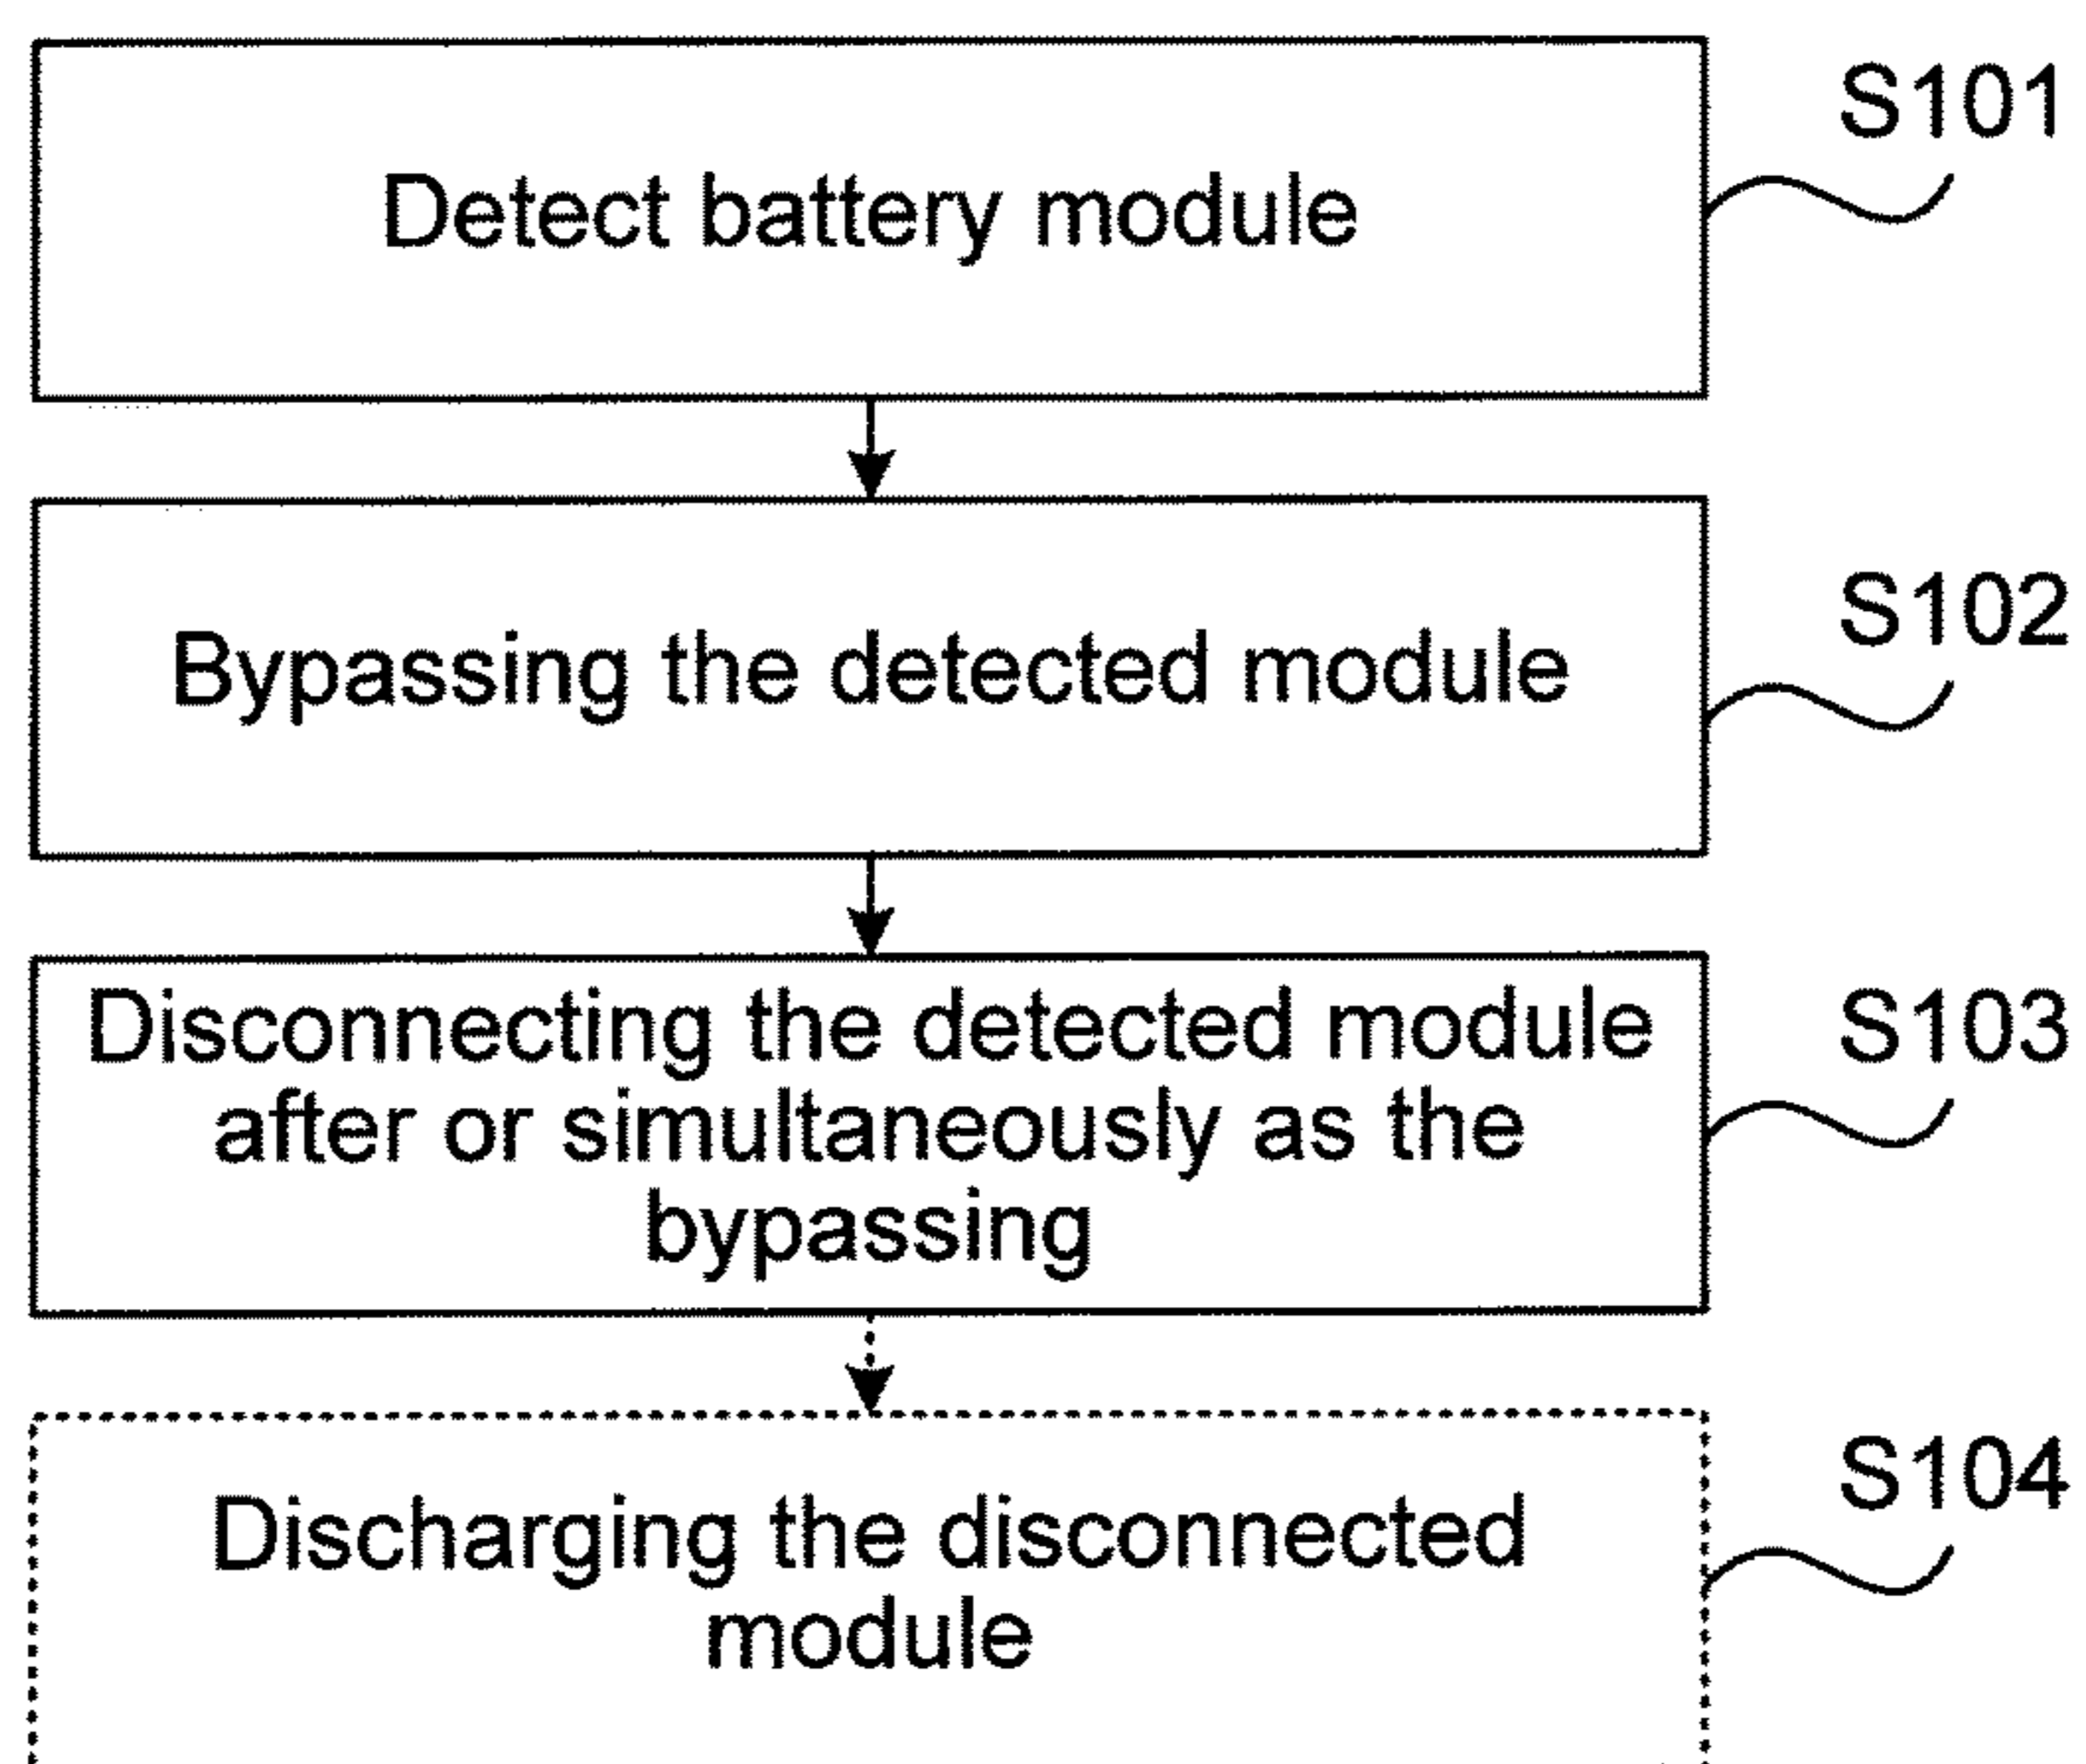 S101
Detect battery module
S102
Bypassing the detected module
S103
Disconnecting the detected module
after or simultaneously as the
bypassing
S104
Discharging the disconnected
module